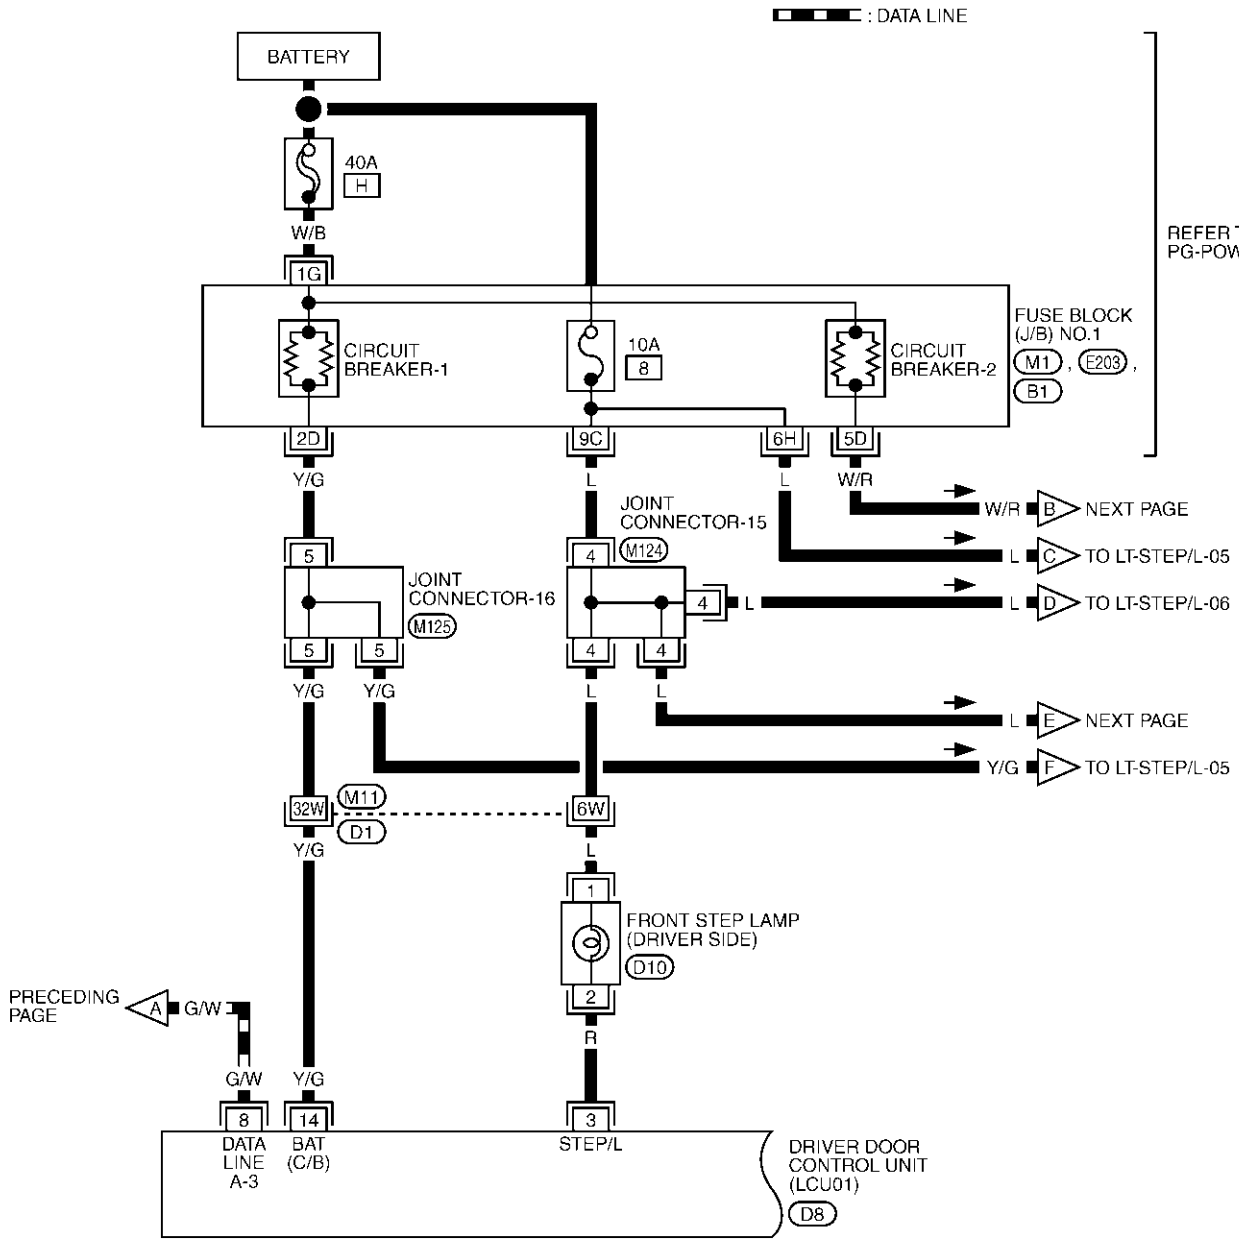 : DATA LINE
BATTERY
40A
H
W/B
1G
REFER T
PG-POW
CIRCUIT
BREAKER-1
10A
8
CIRCUIT
BREAKER-2
FUSE BLOCK
(J/B) NO.1
M1 , E203 ,
B1
2D
9C
6H
5D
Y/G
L
L
W/R
JOINT
CONNECTOR-15
M124
W/R B NEXT PAGE
5
4
L C TO LT-STEP/L-05
JOINT
CONNECTOR-16
M125
4
L
L D TO LT-STEP/L-06
5
5
4
4
Y/G
Y/G
L
L
L E NEXT PAGE
Y/G F TO LT-STEP/L-05
32W
M11
D1
6W
Y/G
L
1
FRONT STEP LAMP
(DRIVER SIDE)
D10
2
PRECEDING
PAGE
A
G/W
R
G/W
Y/G
8
14
3
DATA
LINE
A-3
BAT
(C/B)
STEP/L
DRIVER DOOR
CONTROL UNIT
(LCU01)
D8